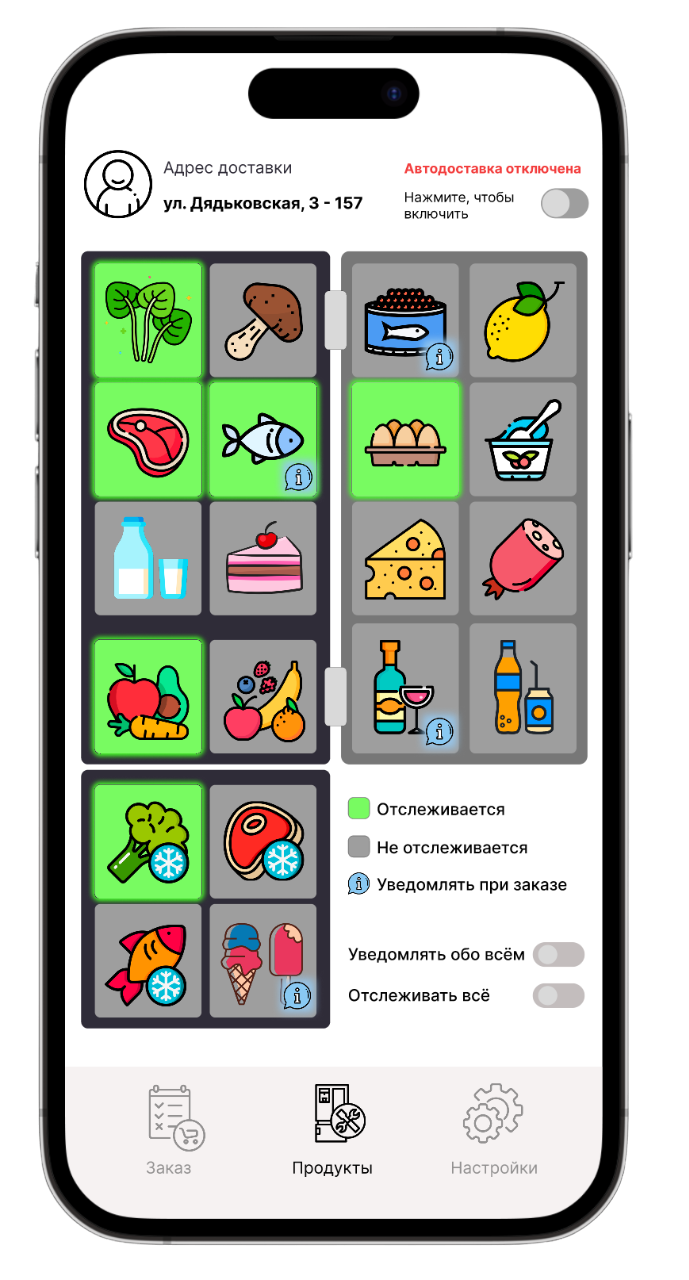 Адрес доставки
ул. Дядьковская, 3 - 157
Автодоставка отключена
Нажмите, чтобы
включить
Отслеживается
Не отслеживается
Уведомлять при заказе
Уведомлять обо всём
Отслеживать всё
Заказ
Продукты
Настройки